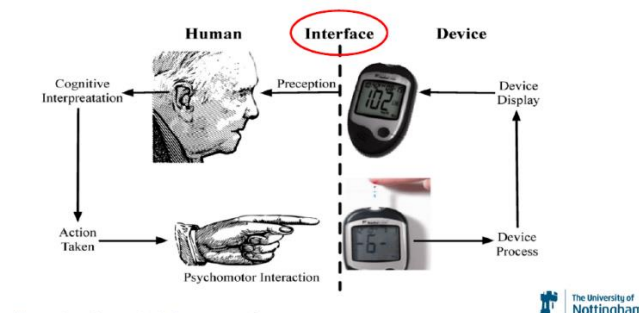 Human Interface Device
Cognitive
Interpreatation
Preception
102
Device
Display
Action
Taken
Psychomotor Interaction
-6-
Device
Process
The University of
Nottingham